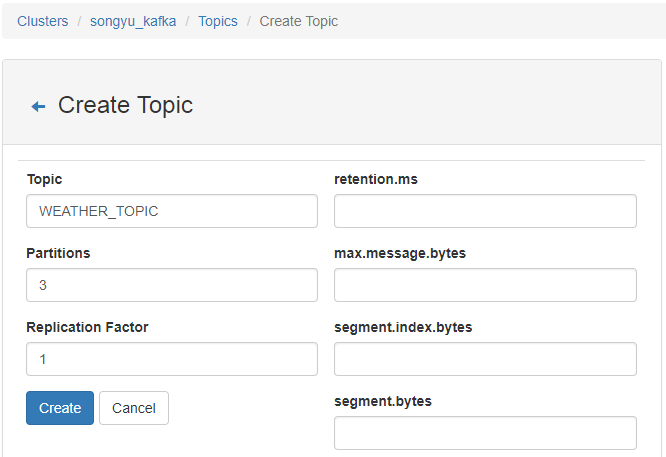 Clusters / songyu_kafka / Topics / Create Topic
Create Topic
Topic
WEATHER_TOPIC
Partitions
3
Replication Factor
1
Create Cancel
retention.ms
max.message.bytes
segment.index.bytes
segment.bytes